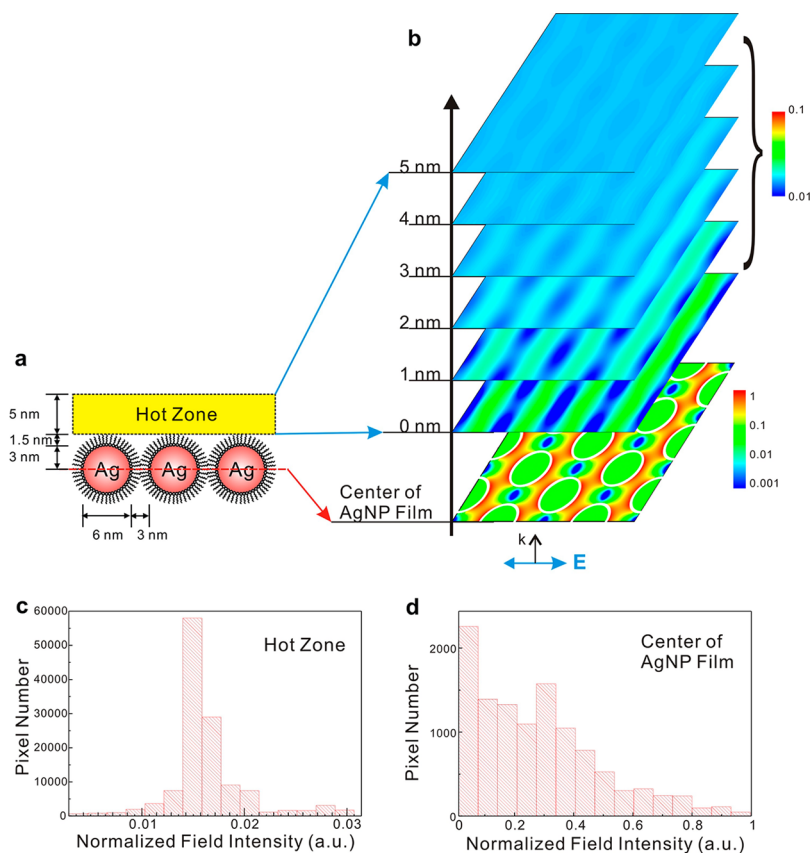 b
0.1
0.01
5 nm
4 nm
3 nm
2 nm
1 nm
0 nm
a
5 nm
Hot Zone
1.5 nm
3 nm
Ag Ag Ag
6 nm 3 nm
Center of
AgNP Film
1
0.1
0.01
0.001
k
E
c
60000
50000
40000
30000
20000
10000
0
Pixel Number
Hot Zone
0.01 0.02 0.03
Normalized Field Intensity (a.u.)
d
2000
1000
0
Pixel Number
Center of
AgNP Film
0 0.2 0.4 0.6 0.8 1
Normalized Field Intensity (a.u.)